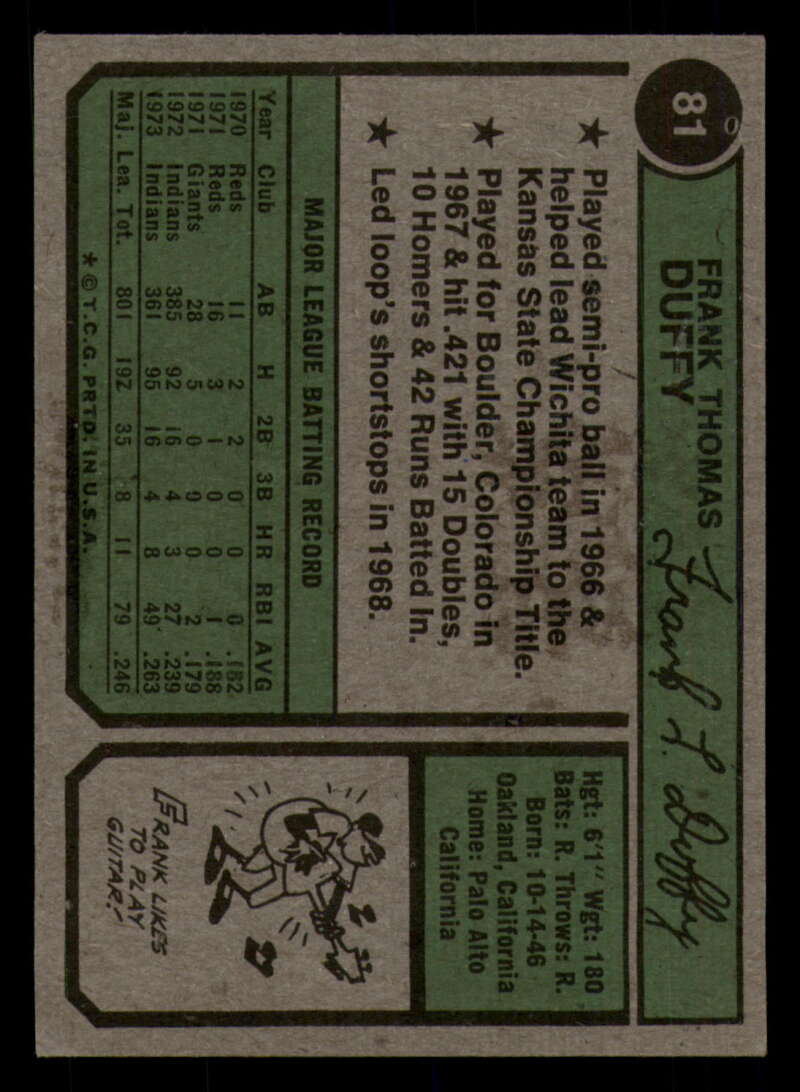 81
FRANK THOMAS
DUFFY
Frank T. Duffy
★ Played semi-pro ball in 1966 &
helped lead Wichita team to the
Kansas State Championship Title.
★ Played for Boulder, Colorado in
1967 & hit .421 with 15 Doubles,
10 Homers & 42 Runs Batted In.
★ Led loop's shortstops in 1968.
MAJOR LEAGUE BATTING RECORD
Year Club AB H 2B 3B HR RBI AVG
1970 Reds 11 2 2 0 0 0 .182
1971 Reds 16 3 1 0 0 1 .188
1971 Giants 28 5 0 0 0 2 .179
1972 Indians 385 92 16 4 3 27 .239
1973 Indians 361 95 16 4 8 49 .263
Maj. Lea. Tot. 801 192 35 8 11 79 .246
★ © T.C.G. PRTD. IN U.S.A.
Hgt: 6'1" Wgt: 180
Bats: R. Throws: R.
Born: 10-14-46
Oakland, California
Home: Palo Alto
California
FRANK LIKES
TO PLAY
GUITAR!